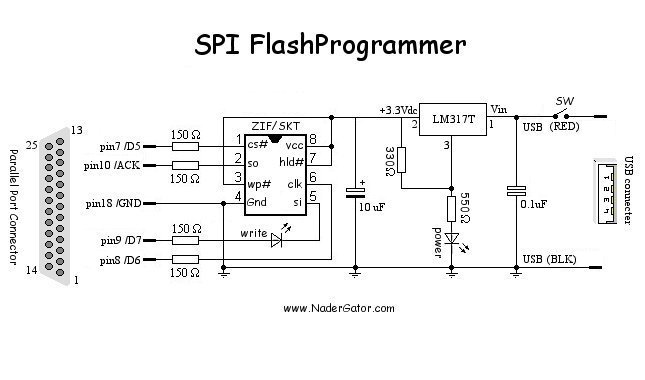 SPI FlashProgrammer
ZIF/SKT
+3.3Vdc
2
LM317T
Vin
1
SW
USB (RED)
3
13
25
14
1
Parallel Port Connector
pin7 /D5
150 Ω
1
cs#
vcc
8
pin10 /ACK
150 Ω
2
so
hld#
7
3
wp#
clk
6
pin18 /GND
4
Gnd
si
5
pin9 /D7
150 Ω
write
pin8 /D6
150 Ω
+
10 uF
330Ω
550Ω
power
0.1uF
USB (BLK)
USB connecter
1 2 3 4
www.NaderGator.com